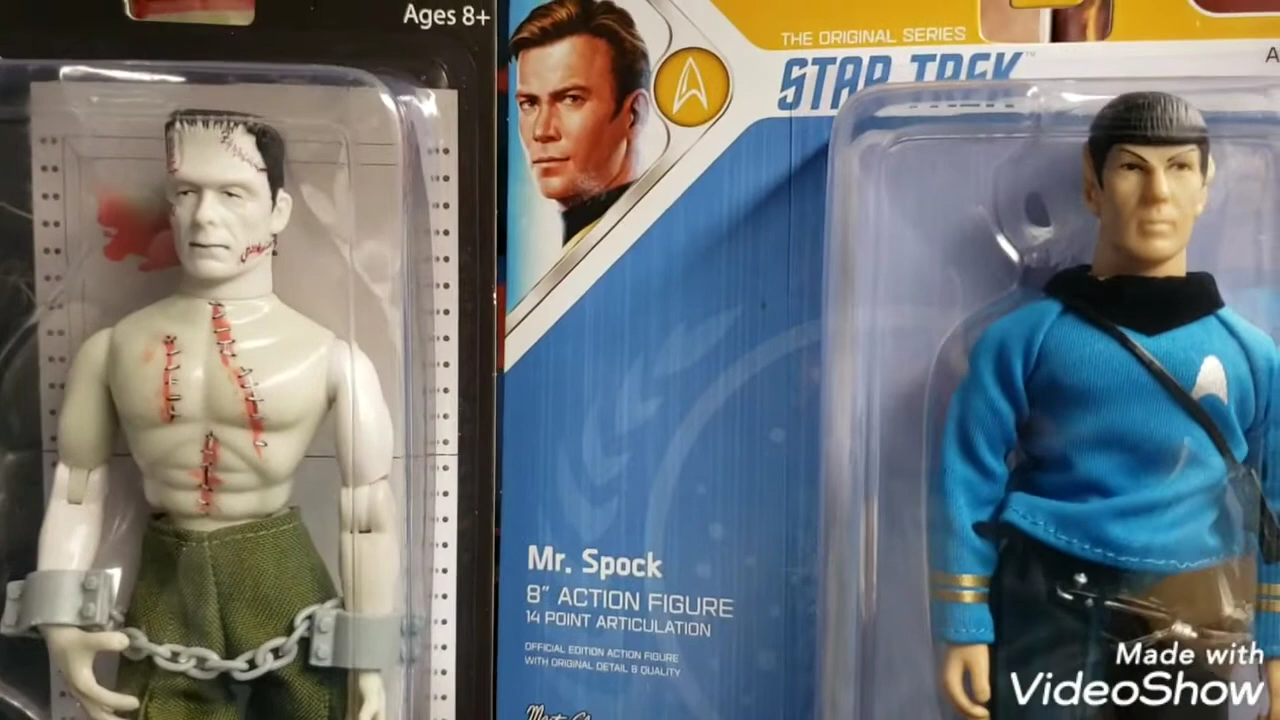 Ages 8+
THE ORIGINAL SERIES
STAR TREK™
Mr. Spock
8" ACTION FIGURE
14 POINT ARTICULATION
OFFICIAL EDITION ACTION FIGURE
WITH ORIGINAL DETAIL & QUALITY
Made with
VideoShow